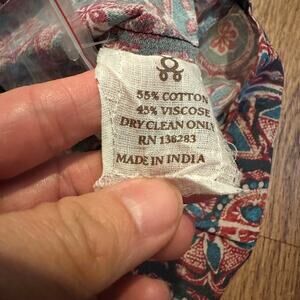 55% COTTON
45% VISCOSE
DRY CLEAN ONLY
RN 136283
MADE IN INDIA